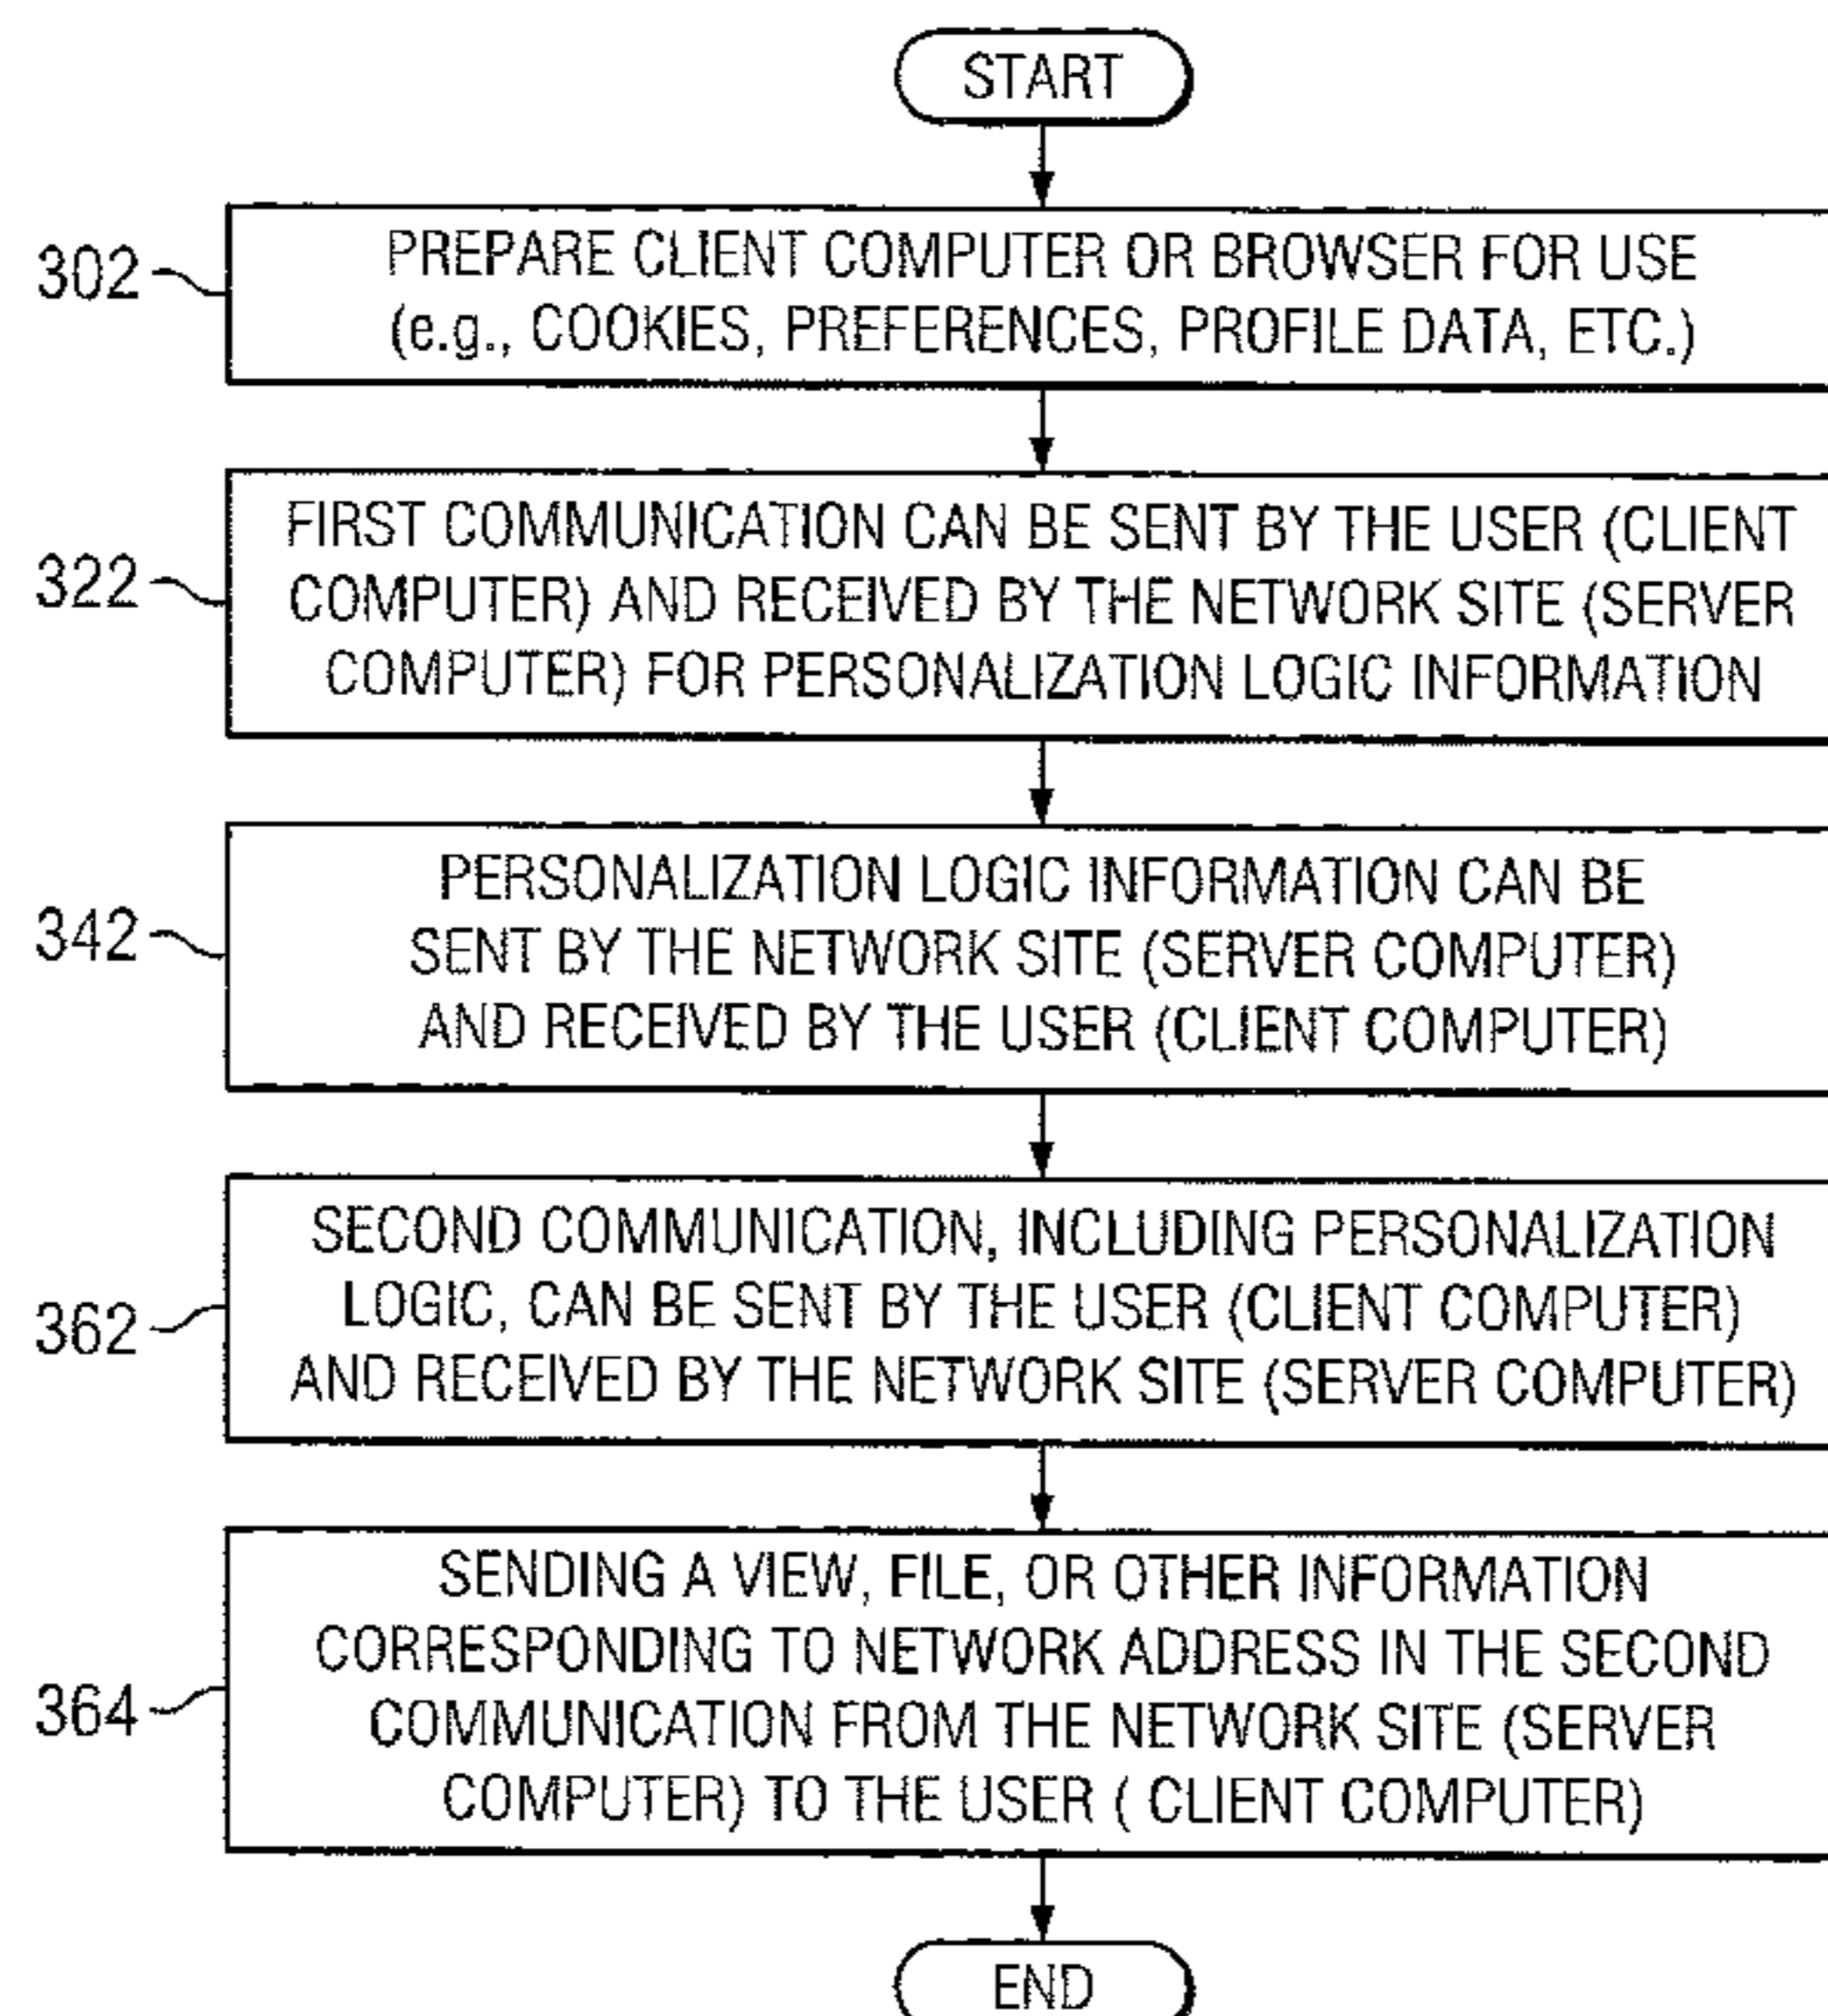 START
302
PREPARE CLIENT COMPUTER OR BROWSER FOR USE
(e.g., COOKIES, PREFERENCES, PROFILE DATA, ETC.)
322
FIRST COMMUNICATION CAN BE SENT BY THE USER (CLIENT
COMPUTER) AND RECEIVED BY THE NETWORK SITE (SERVER
COMPUTER) FOR PERSONALIZATION LOGIC INFORMATION
342
PERSONALIZATION LOGIC INFORMATION CAN BE
SENT BY THE NETWORK SITE (SERVER COMPUTER)
AND RECEIVED BY THE USER (CLIENT COMPUTER)
362
SECOND COMMUNICATION, INCLUDING PERSONALIZATION
LOGIC, CAN BE SENT BY THE USER (CLIENT COMPUTER)
AND RECEIVED BY THE NETWORK SITE (SERVER COMPUTER)
364
SENDING A VIEW, FILE, OR OTHER INFORMATION
CORRESPONDING TO NETWORK ADDRESS IN THE SECOND
COMMUNICATION FROM THE NETWORK SITE (SERVER
COMPUTER) TO THE USER ( CLIENT COMPUTER)
END